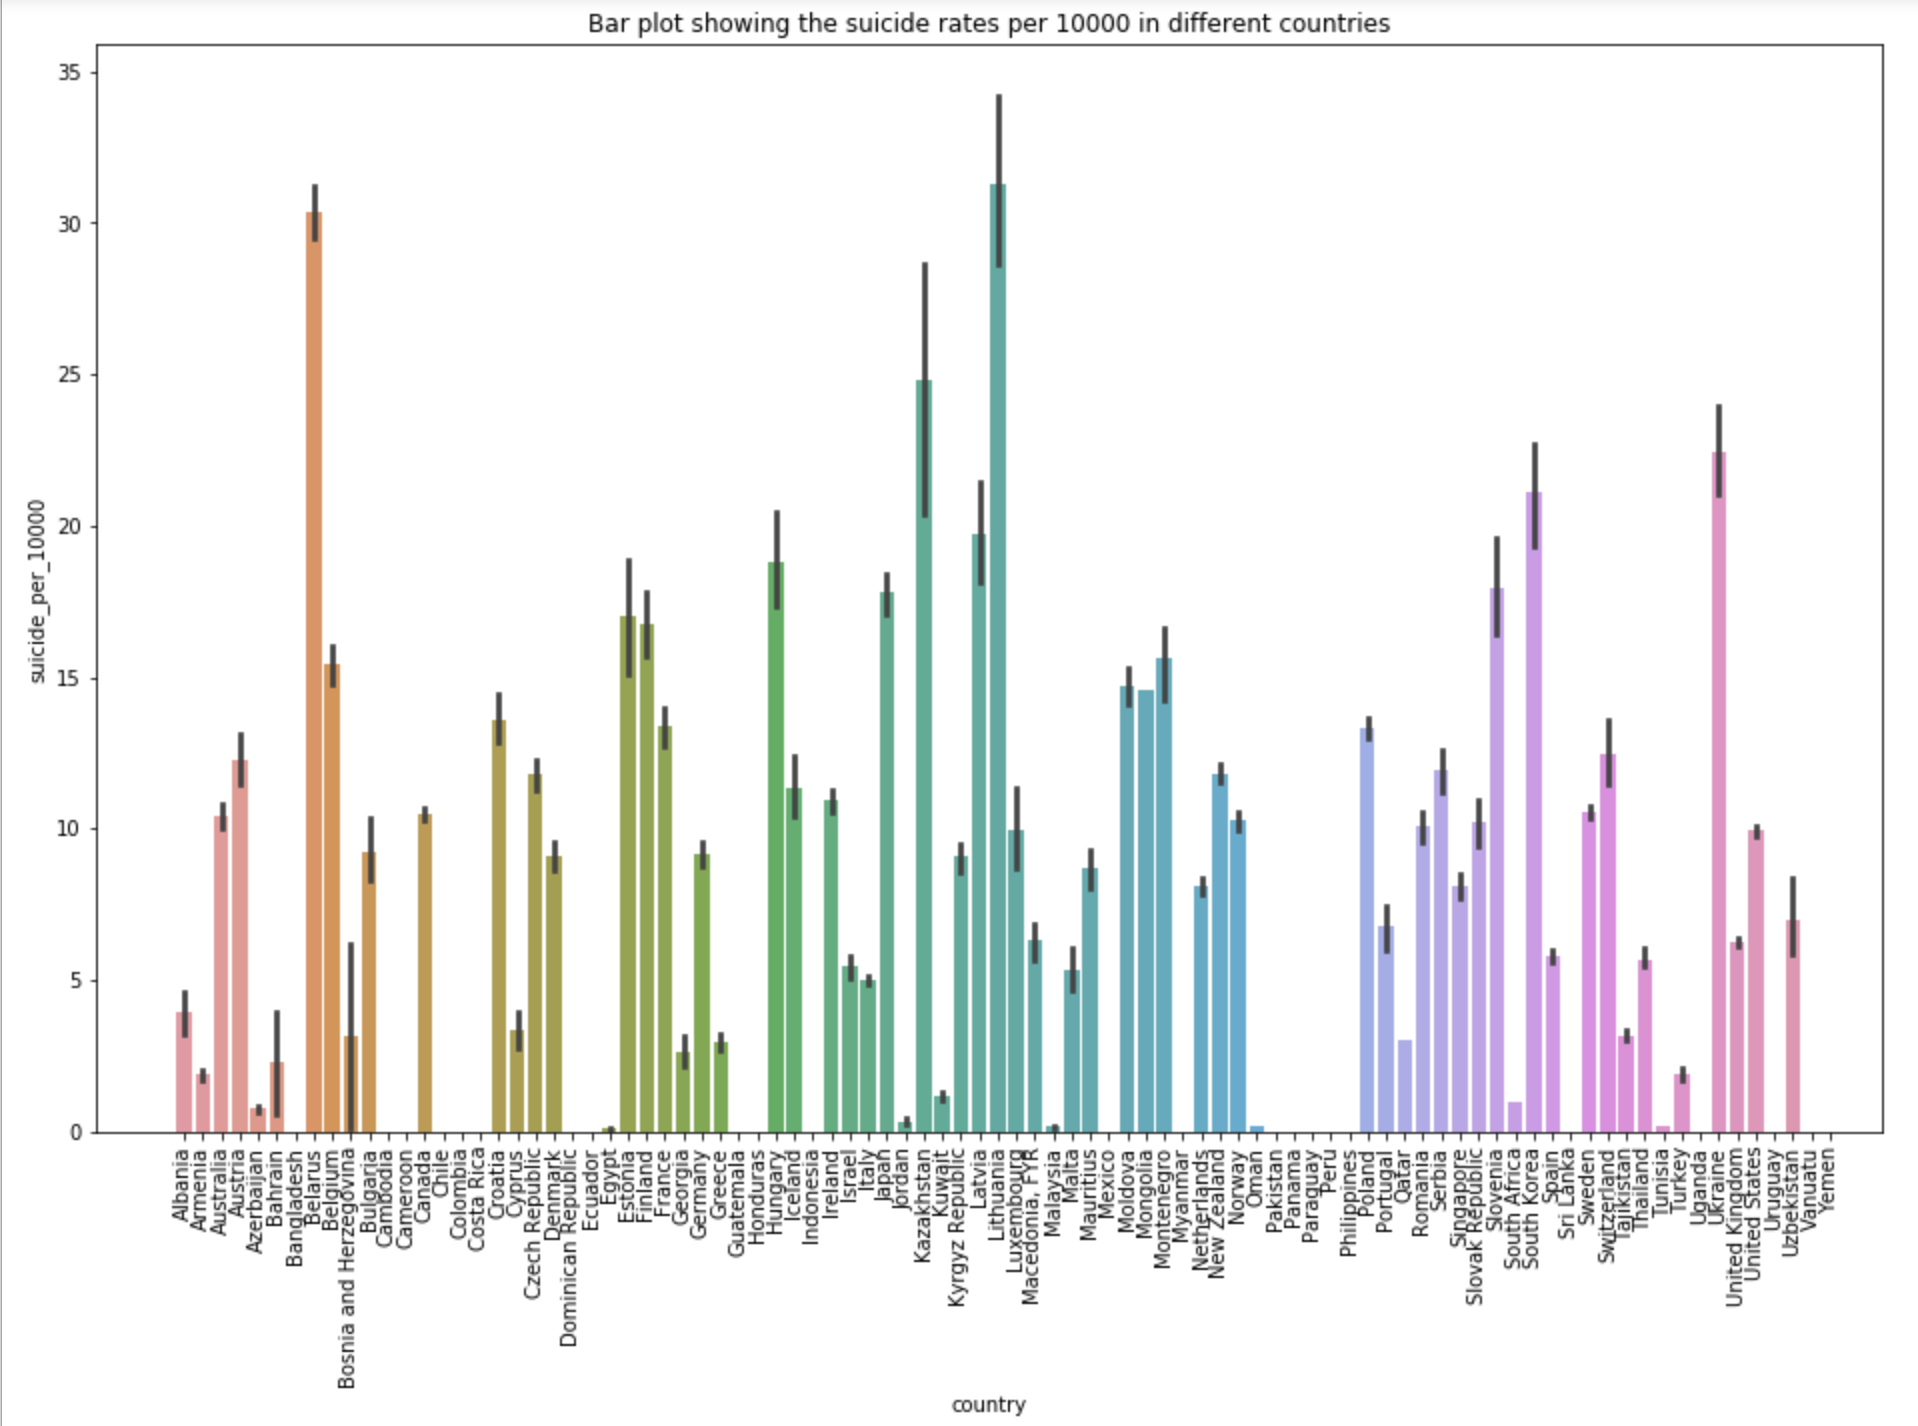 Bar plot showing the suicide rates per 10000 in different countries
35
30
25
20
15
10
5
0
suicide_per_10000
Albania
Armenia
Australia
Austria
Azerbaijan
Bahrain
Bangladesh
Belarus
Belgium
Bosnia and Herzegovina
Bulgaria
Cambodia
Cameroon
Canada
Chile
Colombia
Costa Rica
Croatia
Cyprus
Czech Republic
Denmark
Dominican Republic
Ecuador
Egypt
Estonia
Finland
France
Georgia
Germany
Greece
Guatemala
Honduras
Hungary
Iceland
Indonesia
Ireland
Israel
Italy
Japan
Jordan
Kazakhstan
Kuwait
Kyrgyz Republic
Latvia
Lithuania
Luxembourg
Macedonia, FYR
Malaysia
Malta
Mauritius
Mexico
Moldova
Mongolia
Montenegro
Myanmar
Netherlands
New Zealand
Norway
Oman
Pakistan
Panama
Paraguay
Peru
Philippines
Poland
Portugal
Qatar
Romania
Serbia
Singapore
Slovak Republic
Slovenia
South Africa
South Korea
Spain
Sri Lanka
Sweden
Switzerland
Tajikistan
Thailand
Tunisia
Turkey
Uganda
Ukraine
United Kingdom
United States
Uruguay
Uzbekistan
Vanuatu
Yemen
country